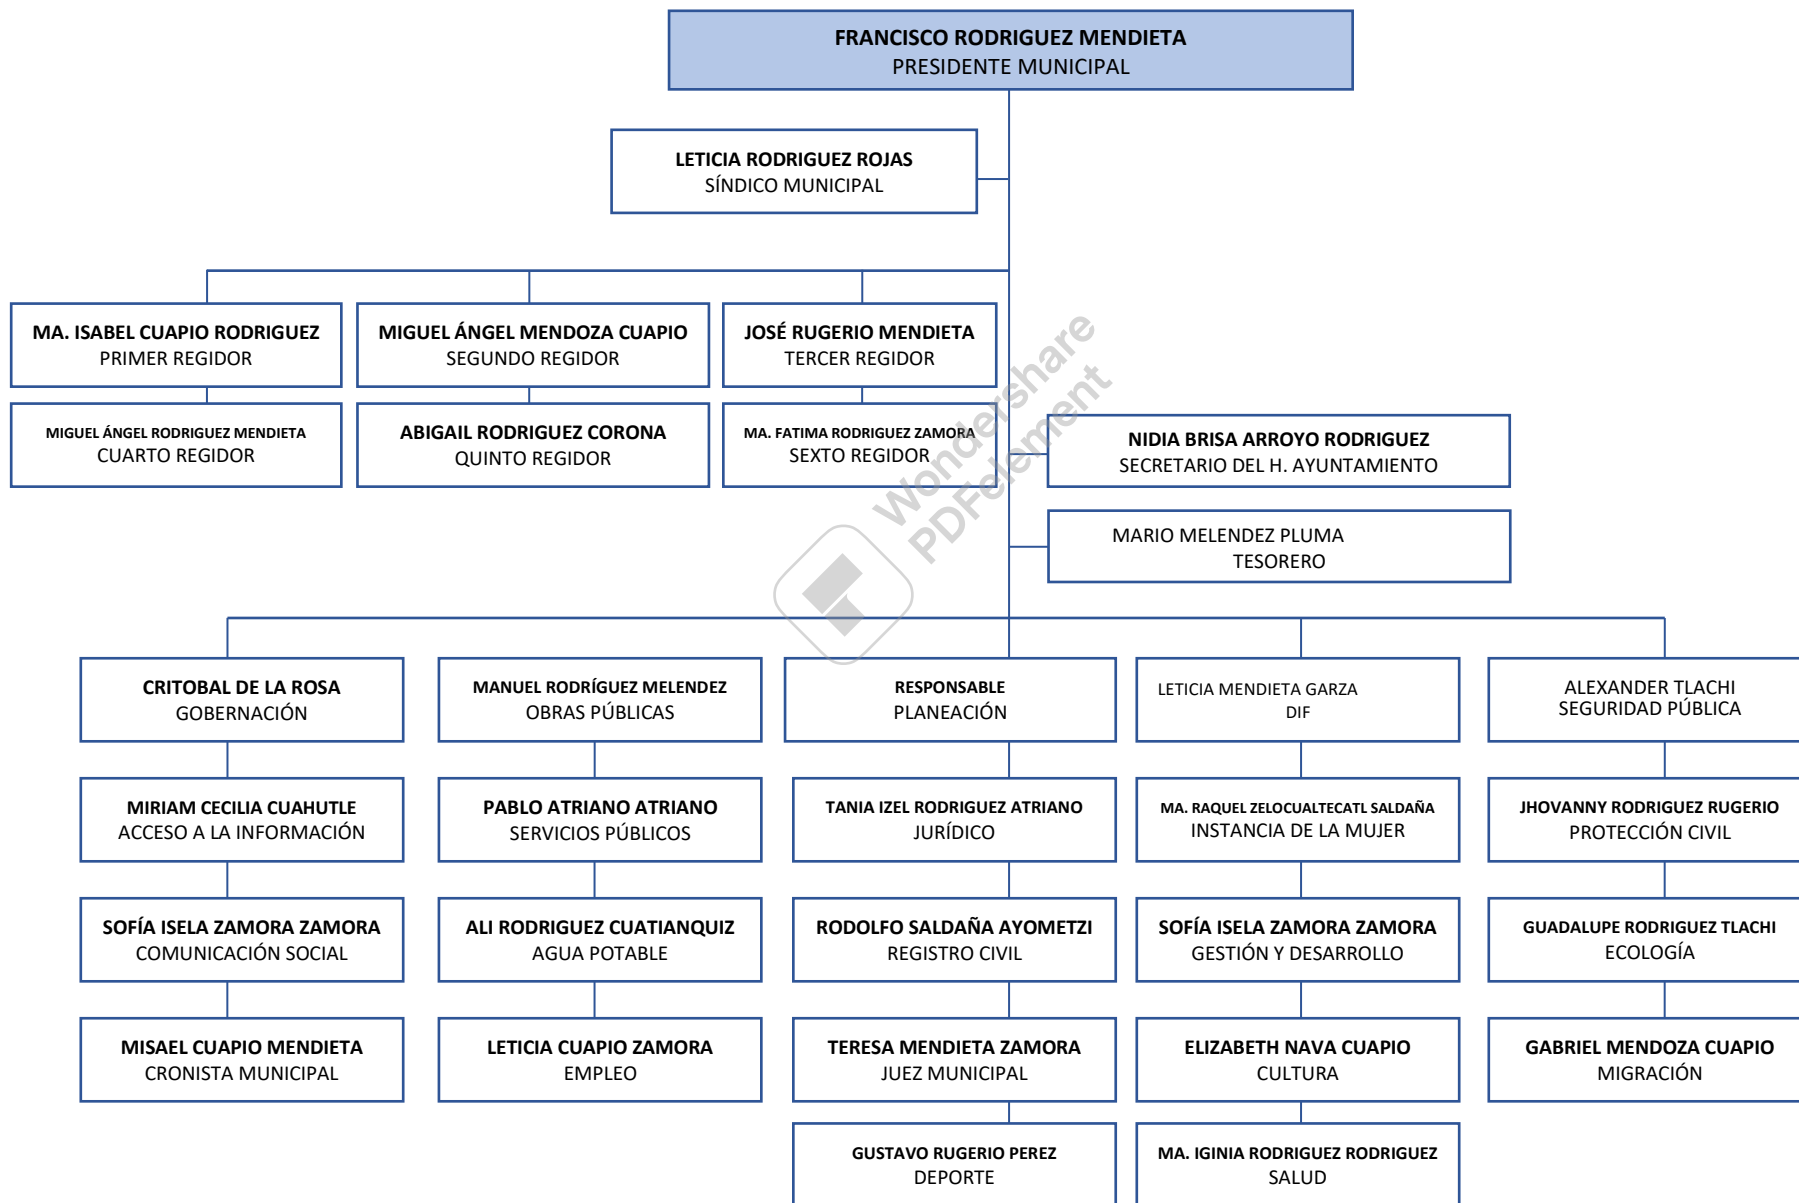 FRANCISCO RODRIGUEZ MENDIETA
PRESIDENTE MUNICIPAL
LETICIA RODRIGUEZ ROJAS
SÍNDICO MUNICIPAL
MA. ISABEL CUAPIO RODRIGUEZ
PRIMER REGIDOR
MIGUEL ÁNGEL MENDOZA CUAPIO
SEGUNDO REGIDOR
JOSÉ RUGERIO MENDIETA
TERCER REGIDOR
MIGUEL ÁNGEL RODRIGUEZ MENDIETA
CUARTO REGIDOR
ABIGAIL RODRIGUEZ CORONA
QUINTO REGIDOR
MA. FATIMA RODRIGUEZ ZAMORA
SEXTO REGIDOR
NIDIA BRISA ARROYO RODRIGUEZ
SECRETARIO DEL H. AYUNTAMIENTO
MARIO MELENDEZ PLUMA
TESORERO
Wondershare
PDFelement
CRITOBAL DE LA ROSA
GOBERNACIÓN
MANUEL RODRÍGUEZ MELENDEZ
OBRAS PÚBLICAS
RESPONSABLE
PLANEACIÓN
LETICIA MENDIETA GARZA
DIF
ALEXANDER TLACHI
SEGURIDAD PÚBLICA
MIRIAM CECILIA CUAHUTLE
ACCESO A LA INFORMACIÓN
PABLO ATRIANO ATRIANO
SERVICIOS PÚBLICOS
TANIA IZEL RODRIGUEZ ATRIANO
JURÍDICO
MA. RAQUEL ZELOCUALTECATL SALDAÑA
INSTANCIA DE LA MUJER
JHOVANNY RODRIGUEZ RUGERIO
PROTECCIÓN CIVIL
SOFÍA ISELA ZAMORA ZAMORA
COMUNICACIÓN SOCIAL
ALI RODRIGUEZ CUATIANQUIZ
AGUA POTABLE
RODOLFO SALDAÑA AYOMETZI
REGISTRO CIVIL
SOFÍA ISELA ZAMORA ZAMORA
GESTIÓN Y DESARROLLO
GUADALUPE RODRIGUEZ TLACHI
ECOLOGÍA
MISAEL CUAPIO MENDIETA
CRONISTA MUNICIPAL
LETICIA CUAPIO ZAMORA
EMPLEO
TERESA MENDIETA ZAMORA
JUEZ MUNICIPAL
ELIZABETH NAVA CUAPIO
CULTURA
GABRIEL MENDOZA CUAPIO
MIGRACIÓN
GUSTAVO RUGERIO PEREZ
DEPORTE
MA. IGINIA RODRIGUEZ RODRIGUEZ
SALUD